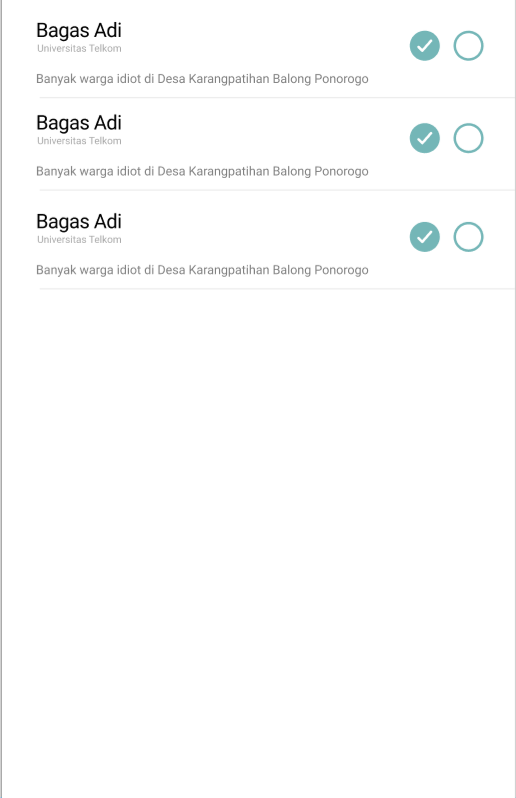 Bagas Adi
Universitas Telkom
Banyak warga idiot di Desa Karangpatihan Balong Ponorogo
Bagas Adi
Universitas Telkom
Banyak warga idiot di Desa Karangpatihan Balong Ponorogo
Bagas Adi
Universitas Telkom
Banyak warga idiot di Desa Karangpatihan Balong Ponorogo